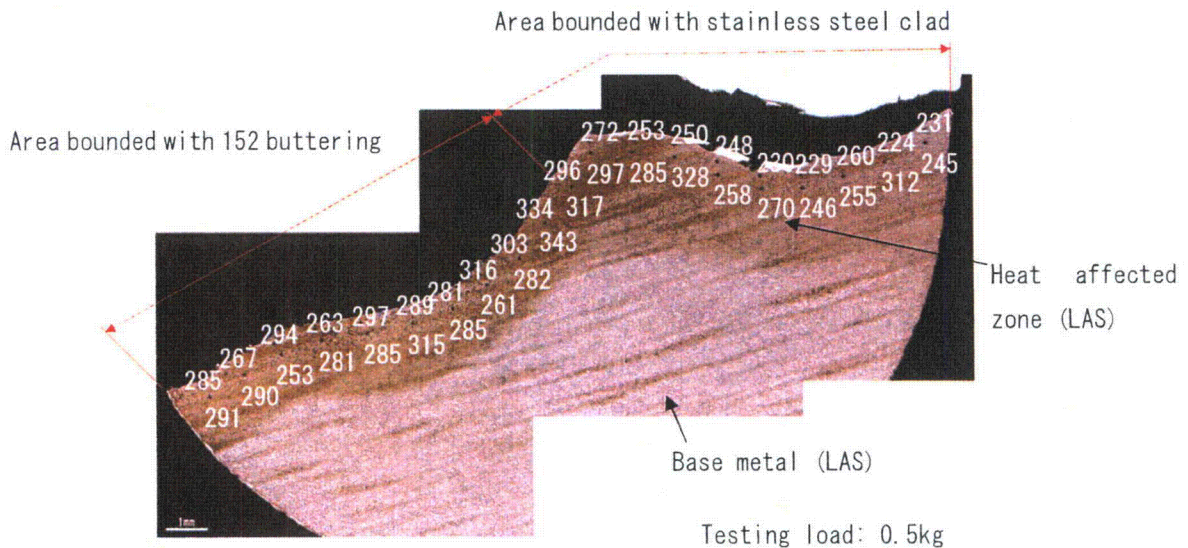 Area bounded with stainless steel clad
Area bounded with 152 buttering
272 253 250 248 229 260 224 231
296 297 285 328 258 270 246 255 312 245
334 317
303 343
316 282
281 261
289 285
297 315
263 285
294 281
267 253
285 290
291
Heat affected
zone (LAS)
Base metal (LAS)
1mm
Testing load: 0.5kg